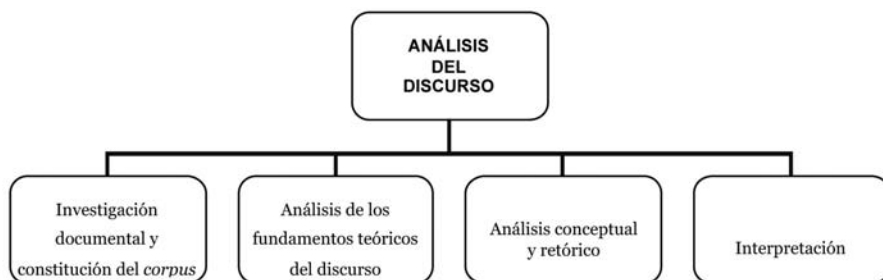 ANÁLISIS
DEL
DISCURSO
Investigación
documental y
constitución del corpus
Análisis de los
fundamentos teóricos
del discurso
Análisis conceptual
y retórico
Interpretación